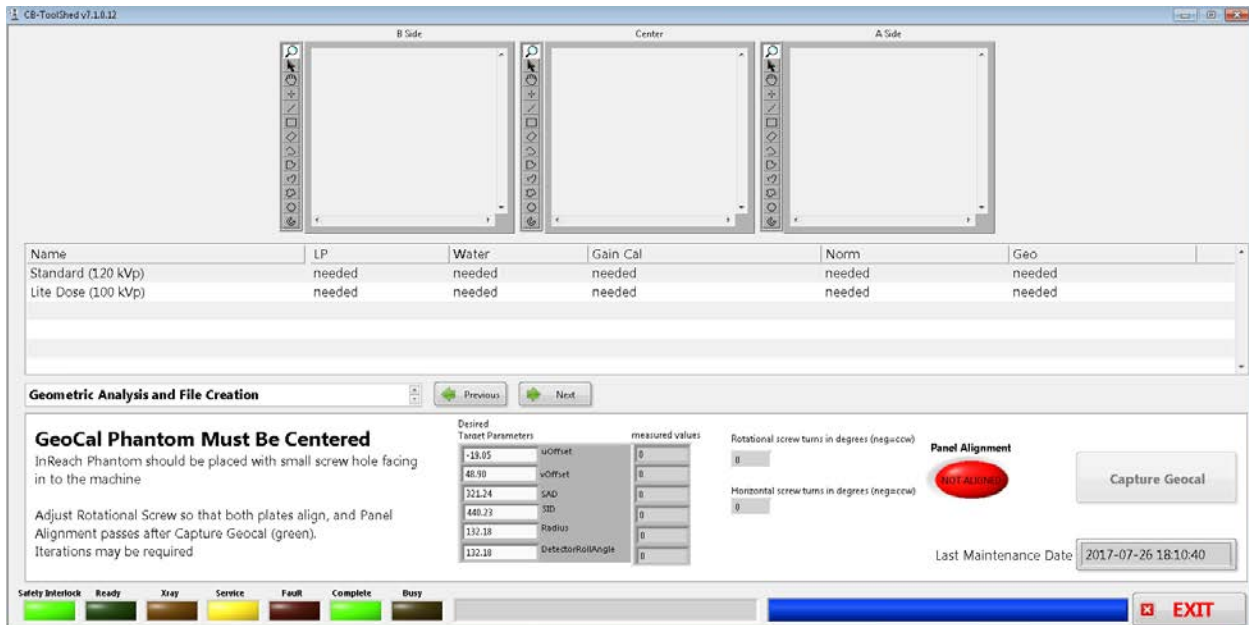 CB-ToolShed v7.1.0.12
B Side Center A Side
Name LP Water Gain Cal Norm Geo
Standard (120 kVp) needed needed needed needed needed
Lite Dose (100 kVp) needed needed needed needed needed
Geometric Analysis and File Creation Previous Next
GeoCal Phantom Must Be Centered
InReach Phantom should be placed with small screw hole facing
in to the machine
Adjust Rotational Screw so that both plates align, and Panel
Alignment passes after Capture Geocal (green).
Iterations may be required
Desired
Target Parameters measured values
-19.05 uOffset 0
48.90 vOffset 0
321.24 SAD 0
440.23 SID 0
132.18 Radius 0
132.18 DetectorRollAngle 0
Rotational screw turns in degrees (neg=ccw)
0
Horizontal screw turns in degrees (neg=ccw)
0
Panel Alignment
NOT ALIGNED
Capture Geocal
Last Maintenance Date 2017-07-26 18:10:40
Safety Interlock Ready Xray Service Fault Complete Busy
EXIT